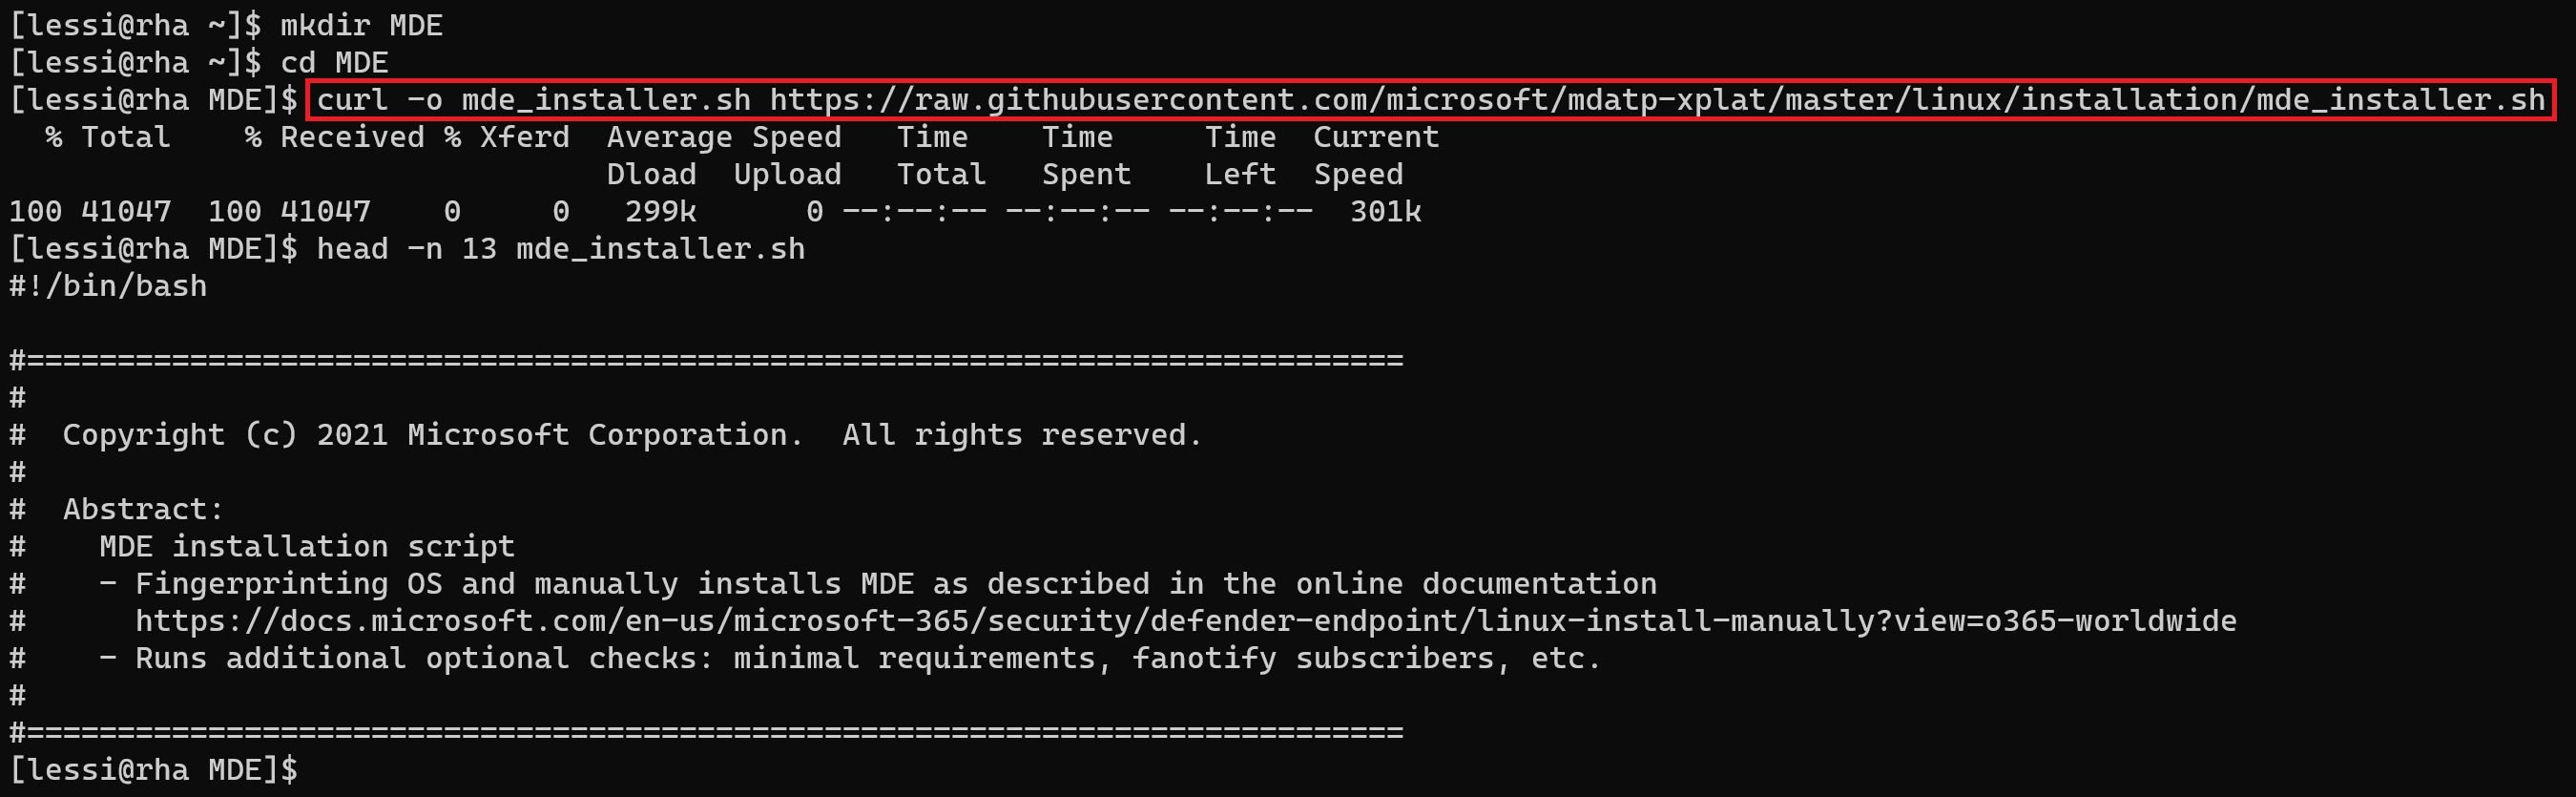 [lessi@rha ~]$ mkdir MDE
[lessi@rha ~]$ cd MDE
[lessi@rha MDE]$ curl -o mde_installer.sh https://raw.githubusercontent.com/microsoft/mdatp-xplat/master/linux/installation/mde_installer.sh
  % Total    % Received % Xferd  Average Speed   Time    Time     Time  Current
                                 Dload  Upload   Total   Spent    Left  Speed
100 41047  100 41047    0     0   299k      0 --:--:-- --:--:-- --:--:--  301k
[lessi@rha MDE]$ head -n 13 mde_installer.sh
#!/bin/bash

#============================================================================
#
#  Copyright (c) 2021 Microsoft Corporation.  All rights reserved.
#
#  Abstract:
#    MDE installation script
#    - Fingerprinting OS and manually installs MDE as described in the online documentation
#      https://docs.microsoft.com/en-us/microsoft-365/security/defender-endpoint/linux-install-manually?view=o365-worldwide
#    - Runs additional optional checks: minimal requirements, fanotify subscribers, etc.
#
#============================================================================
[lessi@rha MDE]$